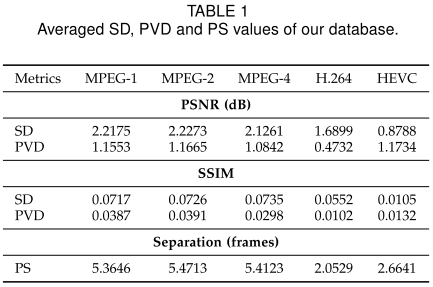 TABLE 1
Averaged SD, PVD and PS values of our database.
Metrics MPEG-1 MPEG-2 MPEG-4 H.264 HEVC
PSNR (dB)
SD 2.2175 2.2273 2.1261 1.6899 0.8788
PVD 1.1553 1.1665 1.0842 0.4732 1.1734
SSIM
SD 0.0717 0.0726 0.0735 0.0552 0.0105
PVD 0.0387 0.0391 0.0298 0.0102 0.0132
Separation (frames)
PS 5.3646 5.4713 5.4123 2.0529 2.6641